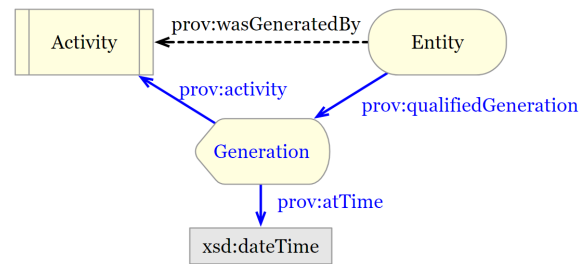 prov:wasGeneratedBy
Activity
Entity
prov:activity
prov:qualifiedGeneration
Generation
prov:atTime
xsd:dateTime